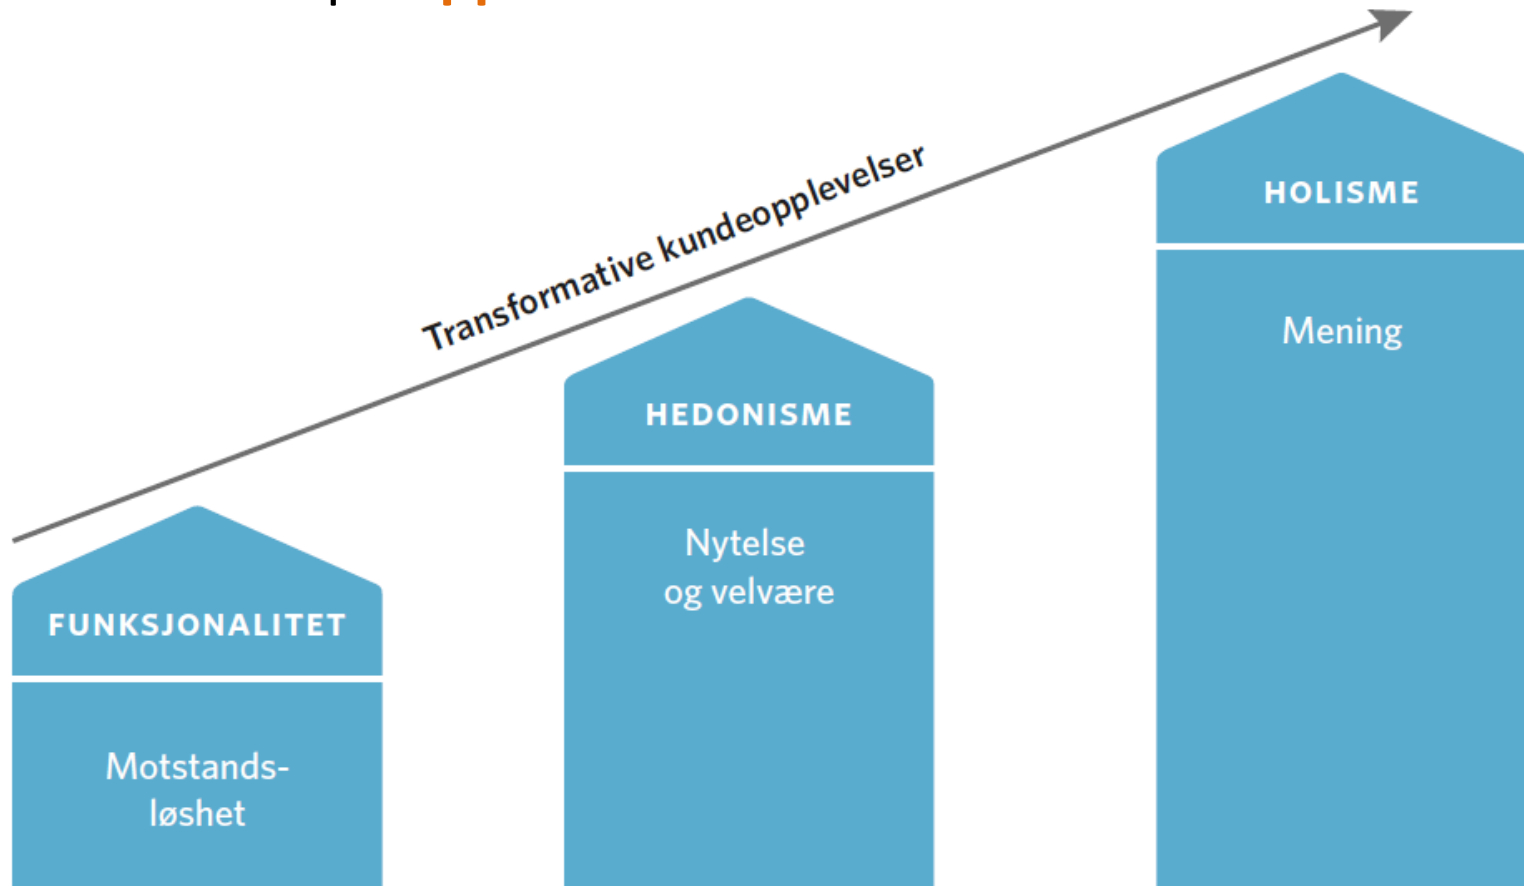 Transformative kundeopplevelser
HOLISME
Mening
HEDONISME
Nytelse
og velvære
FUNKSJONALITET
Motstands-
løshet